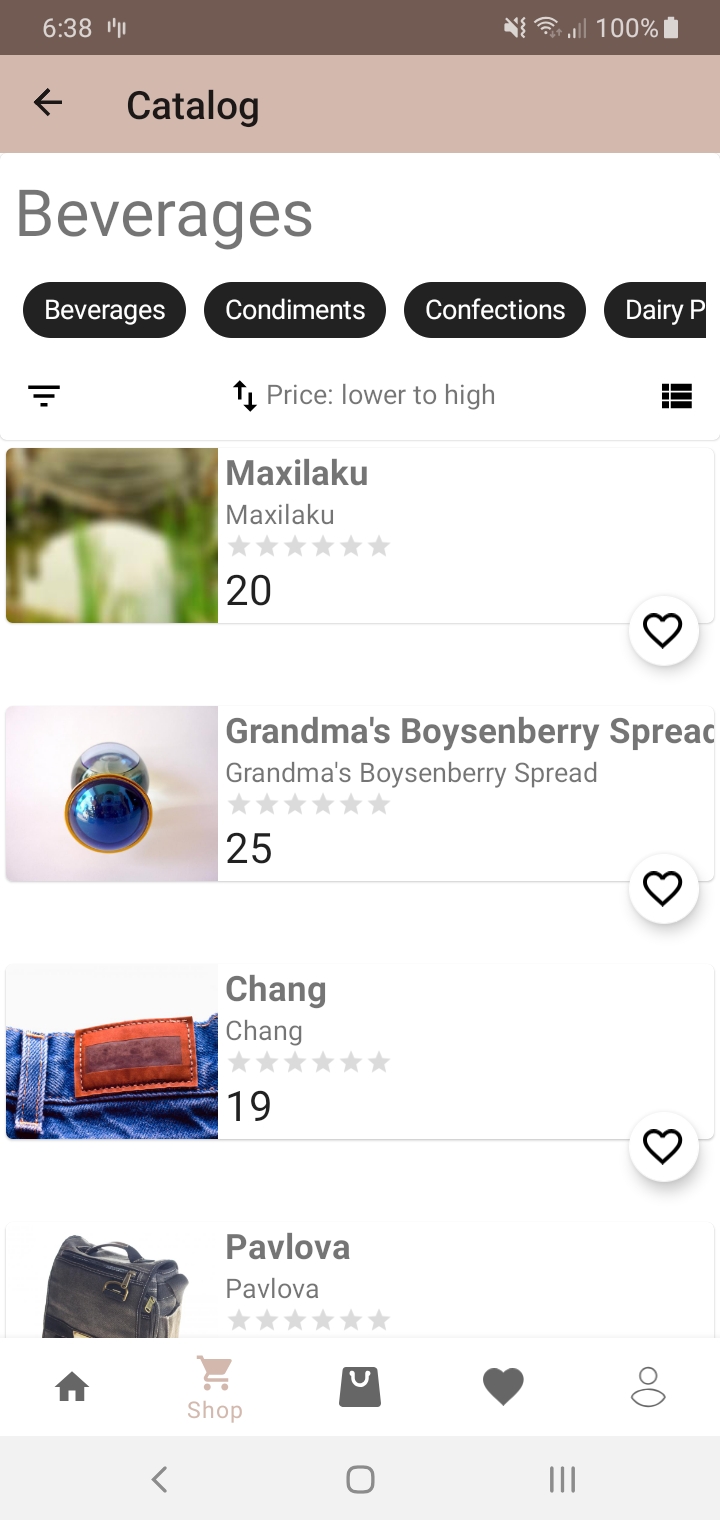 6:38 100%
Catalog
Beverages
Beverages Condiments Confections Dairy P
Price: lower to high
Maxilaku
Maxilaku
20
Grandma's Boysenberry Spread
Grandma's Boysenberry Spread
25
Chang
Chang
19
Pavlova
Pavlova
Shop